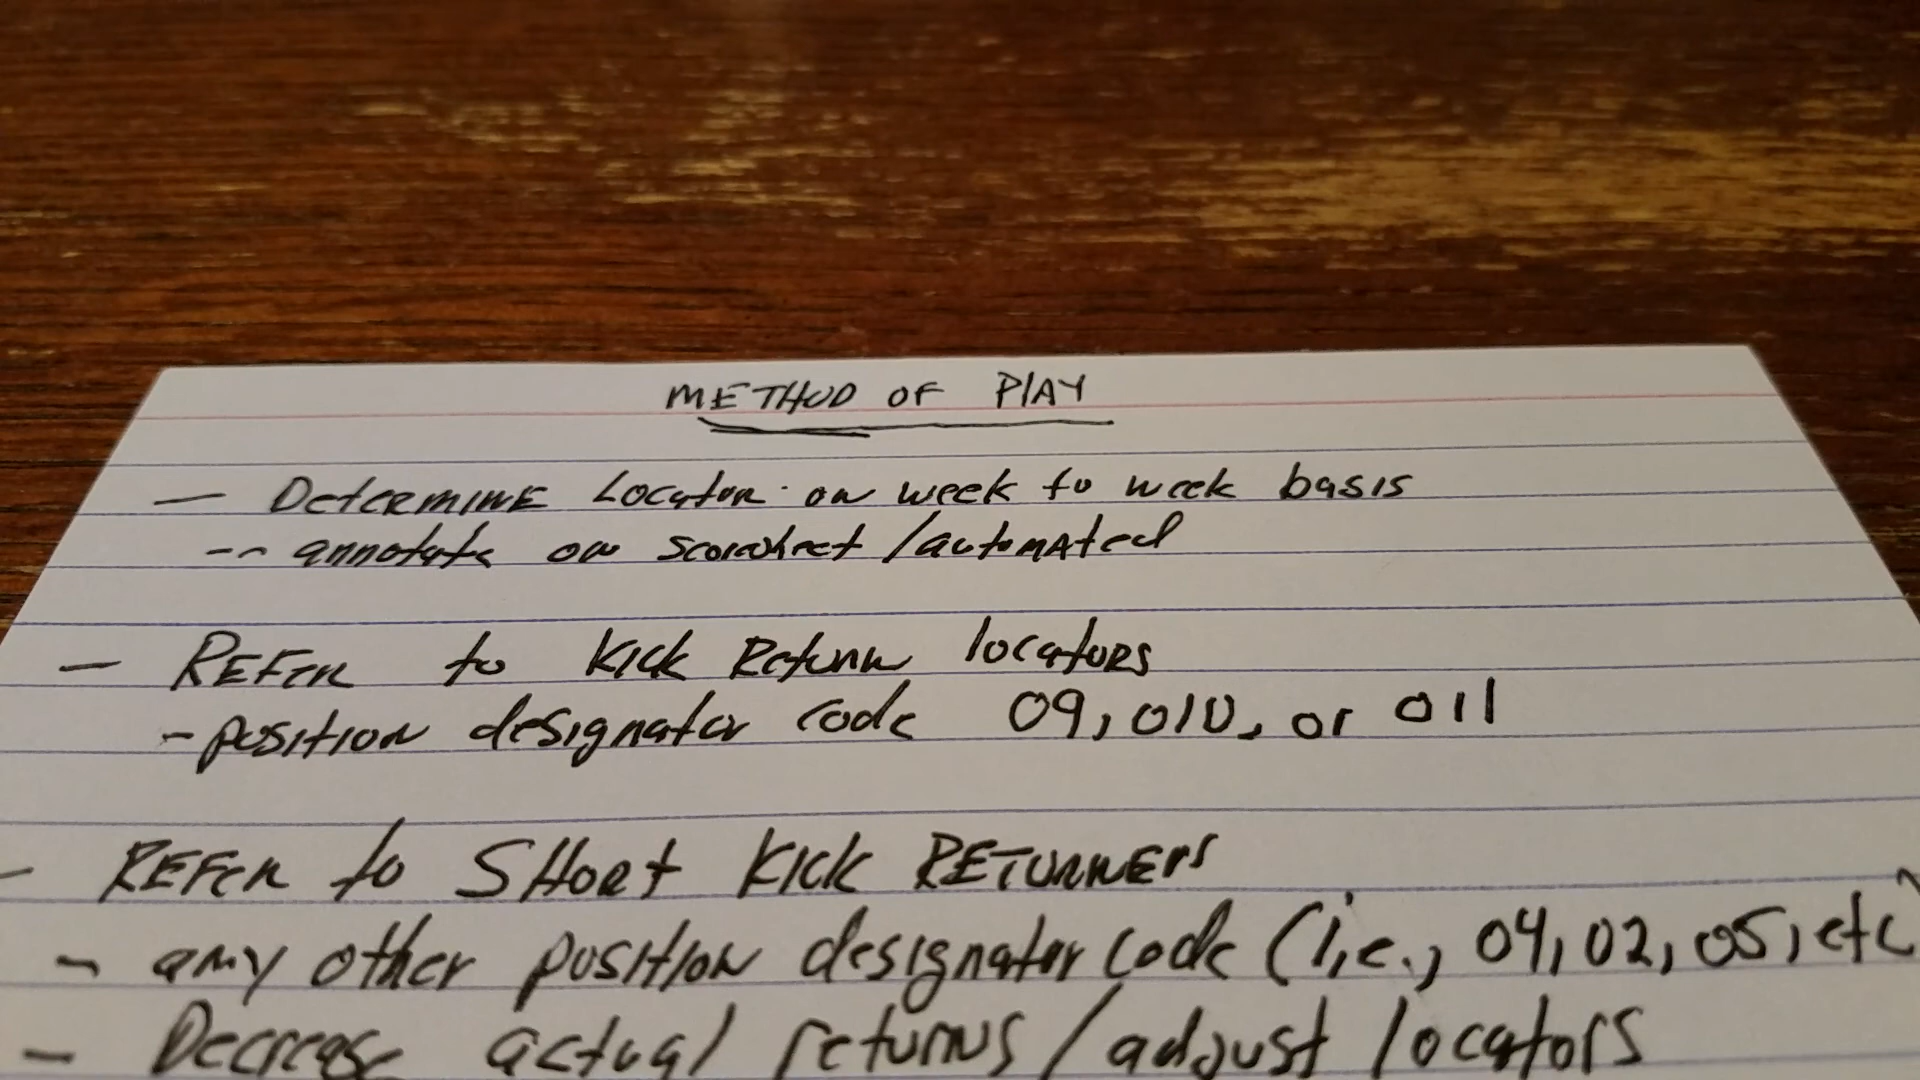 METHOD OF PLAY
— DETERMINE LOCATOR on week to week basis
-- annotate on scoresheet / automated
— REFER to KICK RETURN locators
- position designator code 09, 010, or 011
- REFER to SHORT KICK RETURNERS
- any other position designator code (i.e., 04, 02, 05, etc)
- Decrease actual returns / adjust locators